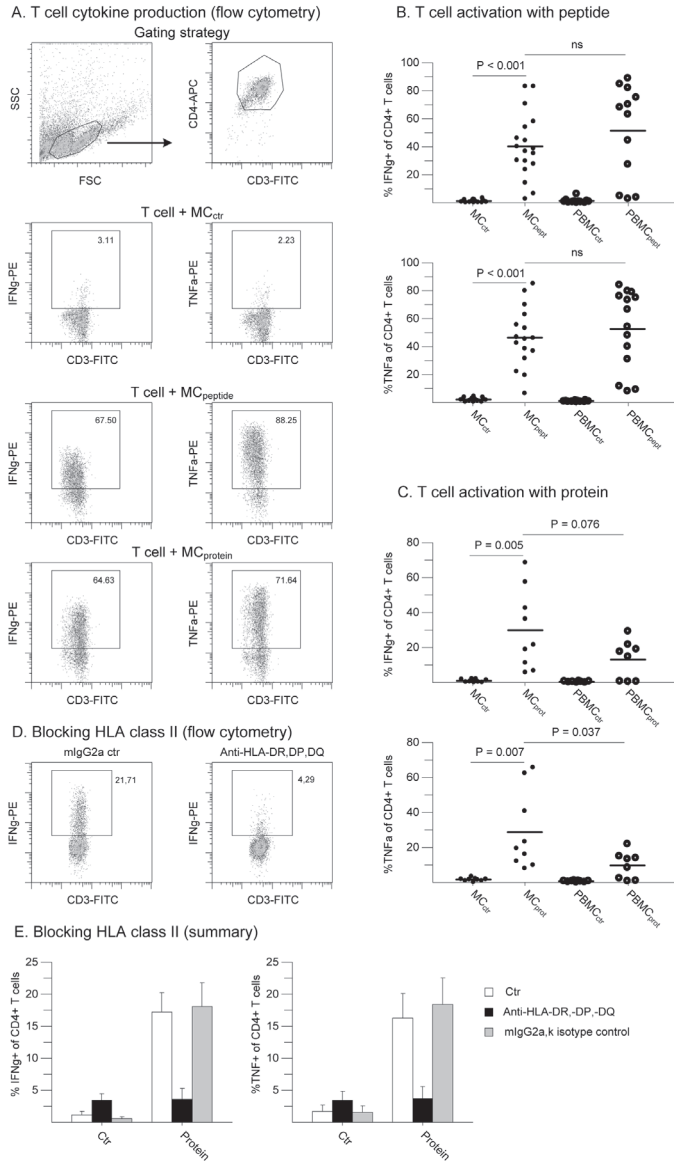 A. T cell cytokine production (flow cytometry)
Gating strategy
SSC
FSC
CD4-APC
CD3-FITC
T cell + MCctr
IFNg-PE
3.11
CD3-FITC
TNFa-PE
2.23
CD3-FITC
T cell + MCpeptide
IFNg-PE
67.50
CD3-FITC
TNFa-PE
88.25
CD3-FITC
T cell + MCprotein
IFNg-PE
64.63
CD3-FITC
TNFa-PE
71.64
CD3-FITC
B. T cell activation with peptide
ns
P < 0.001
% IFNg+ of CD4+ T cells
100
80
60
40
20
MCctr
MCpept
PBMCctr
PBMCpept
ns
P < 0.001
%TNFa of CD4+ T cells
100
80
60
40
20
MCctr
MCpept
PBMCctr
PBMCpept
C. T cell activation with protein
P = 0.076
P = 0.005
% IFNg+ of CD4+ T cells
80
60
40
20
MCctr
MCprot
PBMCctr
PBMCprot
P = 0.037
P = 0.007
%TNFa of CD4+ T cells
80
60
40
20
MCctr
MCprot
PBMCctr
PBMCprot
D. Blocking HLA class II (flow cytometry)
mIgG2a ctr
IFNg-PE
21,71
CD3-FITC
Anti-HLA-DR,DP,DQ
IFNg-PE
4,29
CD3-FITC
E. Blocking HLA class II (summary)
% IFNg+ of CD4+ T cells
25
20
15
10
5
Ctr
Protein
%TNF+ of CD4+ T cells
25
20
15
10
5
Ctr
Protein
Ctr
Anti-HLA-DR,-DP,-DQ
mIgG2a,k isotype control